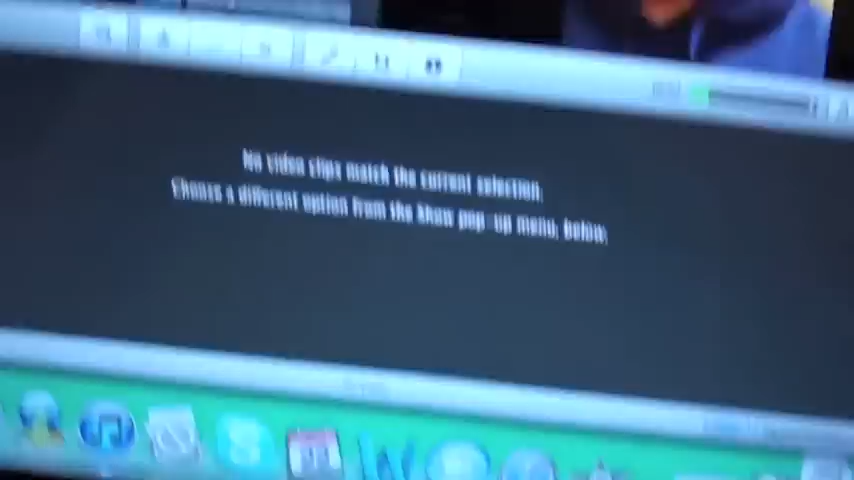 No video clips match the current selection.
Choose a different option from the Show pop-up menu, below.